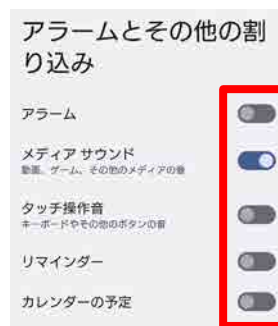 アラームとその他の割
り込み
アラーム
メディア サウンド
動画、ゲーム、その他のメディアの音
タッチ操作音
キーボードやその他のボタンの音
リマインダー
カレンダーの予定